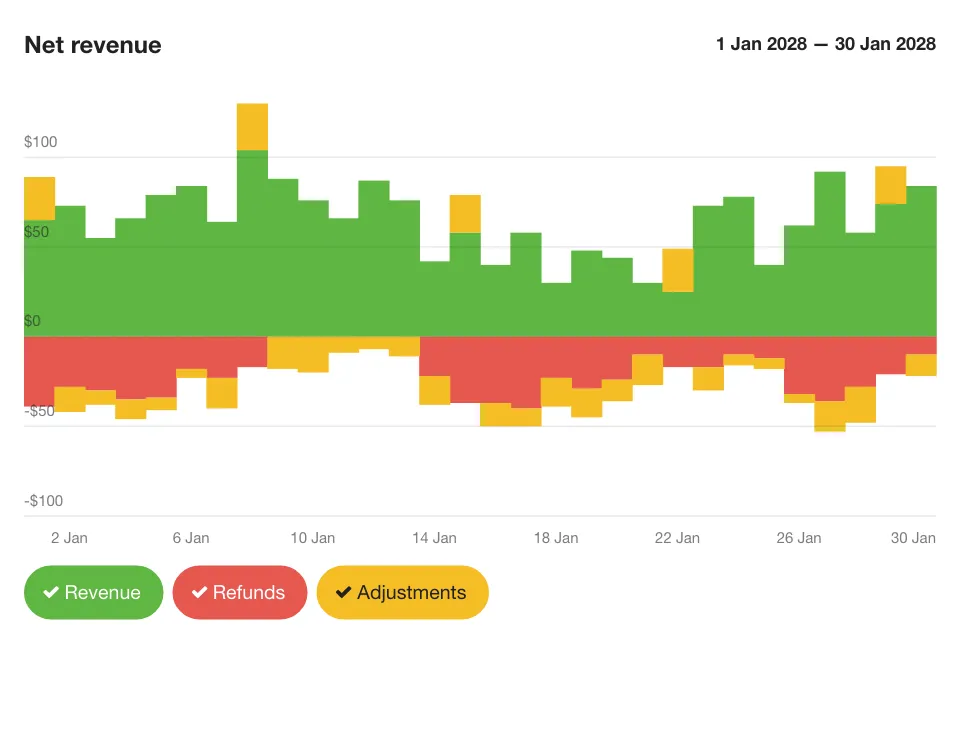 Net revenue
1 Jan 2028 — 30 Jan 2028
$100
$50
$0
-$50
-$100
2 Jan 6 Jan 10 Jan 14 Jan 18 Jan 22 Jan 26 Jan 30 Jan
Revenue Refunds Adjustments